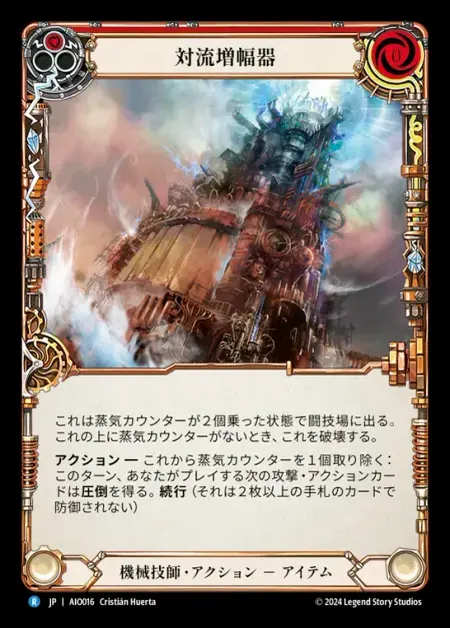 対流増幅器
0
これは蒸気カウンターが２個乗った状態で闘技場に出る。
これの上に蒸気カウンターがないとき、これを破壊する。
アクション ー これから蒸気カウンターを１個取り除く：
このターン、あなたがプレイする次の攻撃・アクションカー
ドは圧倒を得る。続行（それは２枚以上の手札のカードで
防御されない）
機械技師・アクション － アイテム
R JP | AIO016 Cristián Huerta
© 2024 Legend Story Studios